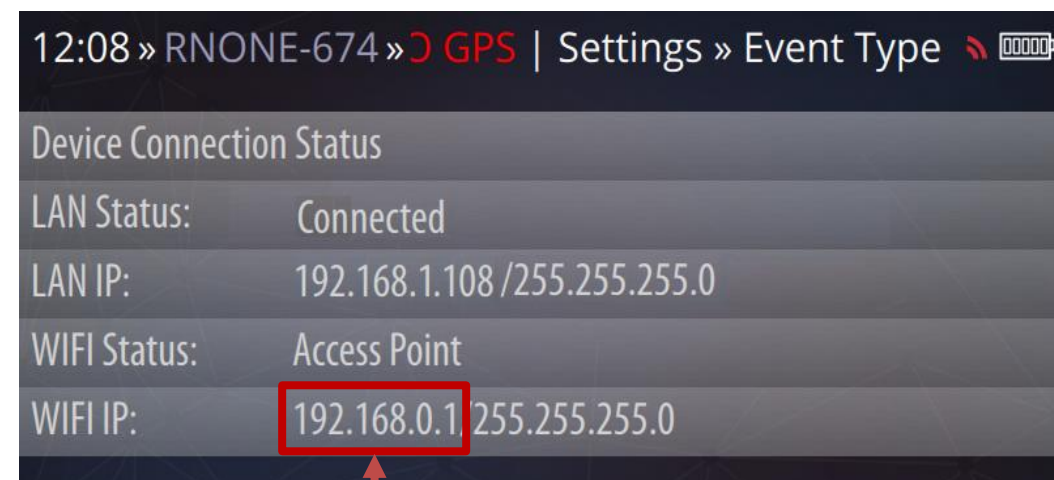 12:08 » RNONE-674 » Ɔ GPS | Settings » Event Type
Device Connection Status
LAN Status: Connected
LAN IP: 192.168.1.108 /255.255.255.0
WIFI Status: Access Point
WIFI IP: 192.168.0.1/255.255.255.0